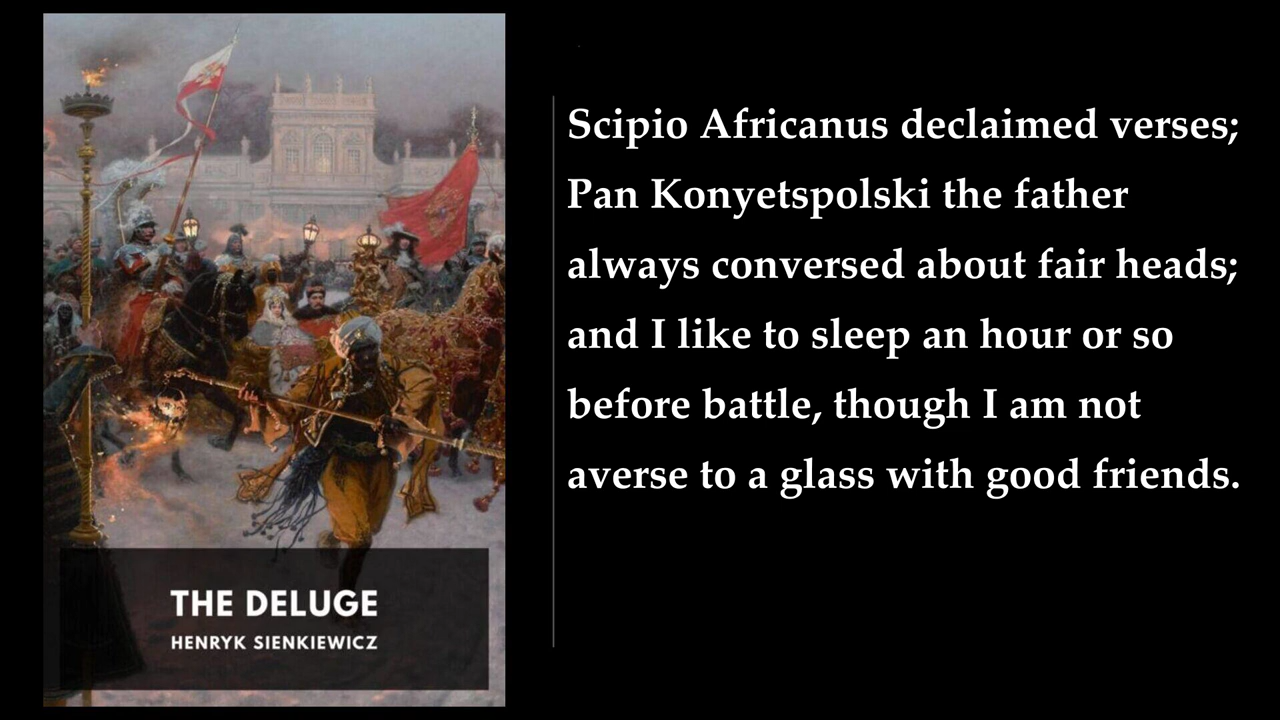 Scipio Africanus declaimed verses;
Pan Konyetspolski the father
always conversed about fair heads;
and I like to sleep an hour or so
before battle, though I am not
averse to a glass with good friends.
THE DELUGE
HENRYK SIENKIEWICZ